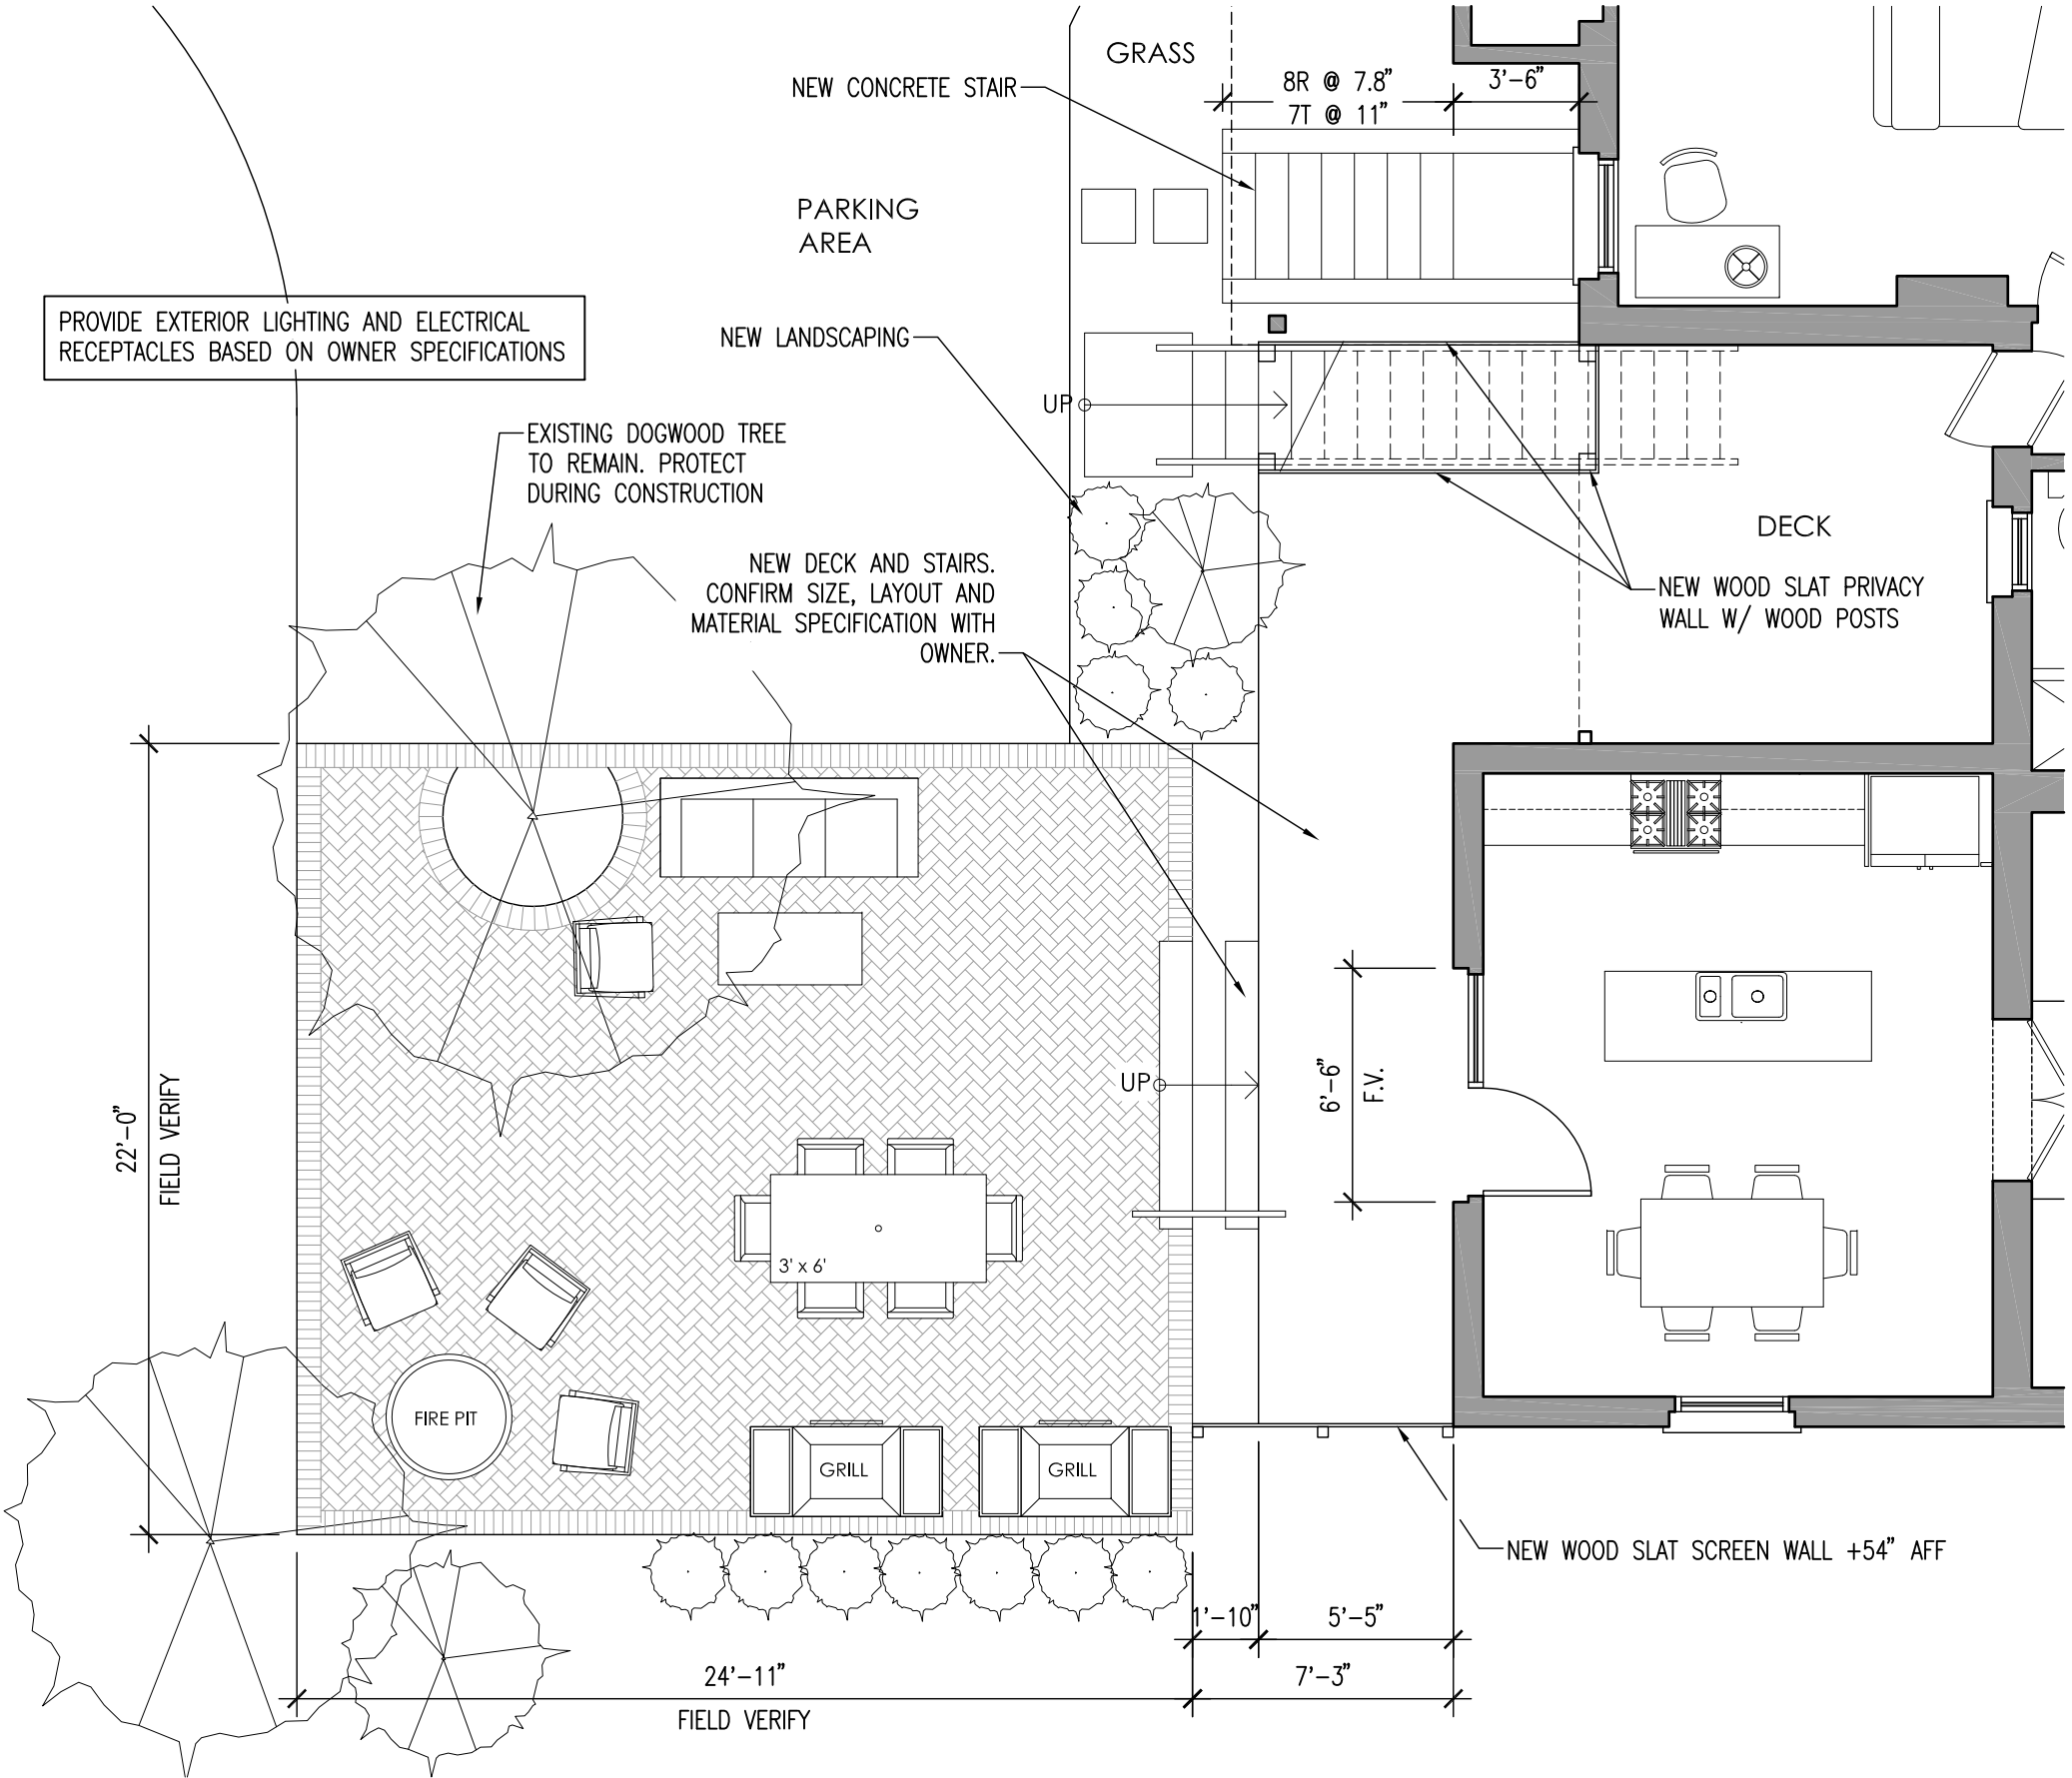 GRASS
NEW CONCRETE STAIR
8R @ 7.8"
7T @ 11"
3'-6"
PARKING
AREA
PROVIDE EXTERIOR LIGHTING AND ELECTRICAL
RECEPTACLES BASED ON OWNER SPECIFICATIONS
NEW LANDSCAPING
UP
EXISTING DOGWOOD TREE
TO REMAIN. PROTECT
DURING CONSTRUCTION
DECK
NEW DECK AND STAIRS.
CONFIRM SIZE, LAYOUT AND
MATERIAL SPECIFICATION WITH
OWNER.
NEW WOOD SLAT PRIVACY
WALL W/ WOOD POSTS
22'-0"
FIELD VERIFY
UP
6'-6"
F.V.
3' x 6'
FIRE PIT
GRILL
GRILL
NEW WOOD SLAT SCREEN WALL +54" AFF
1'-10"
5'-5"
24'-11"
FIELD VERIFY
7'-3"